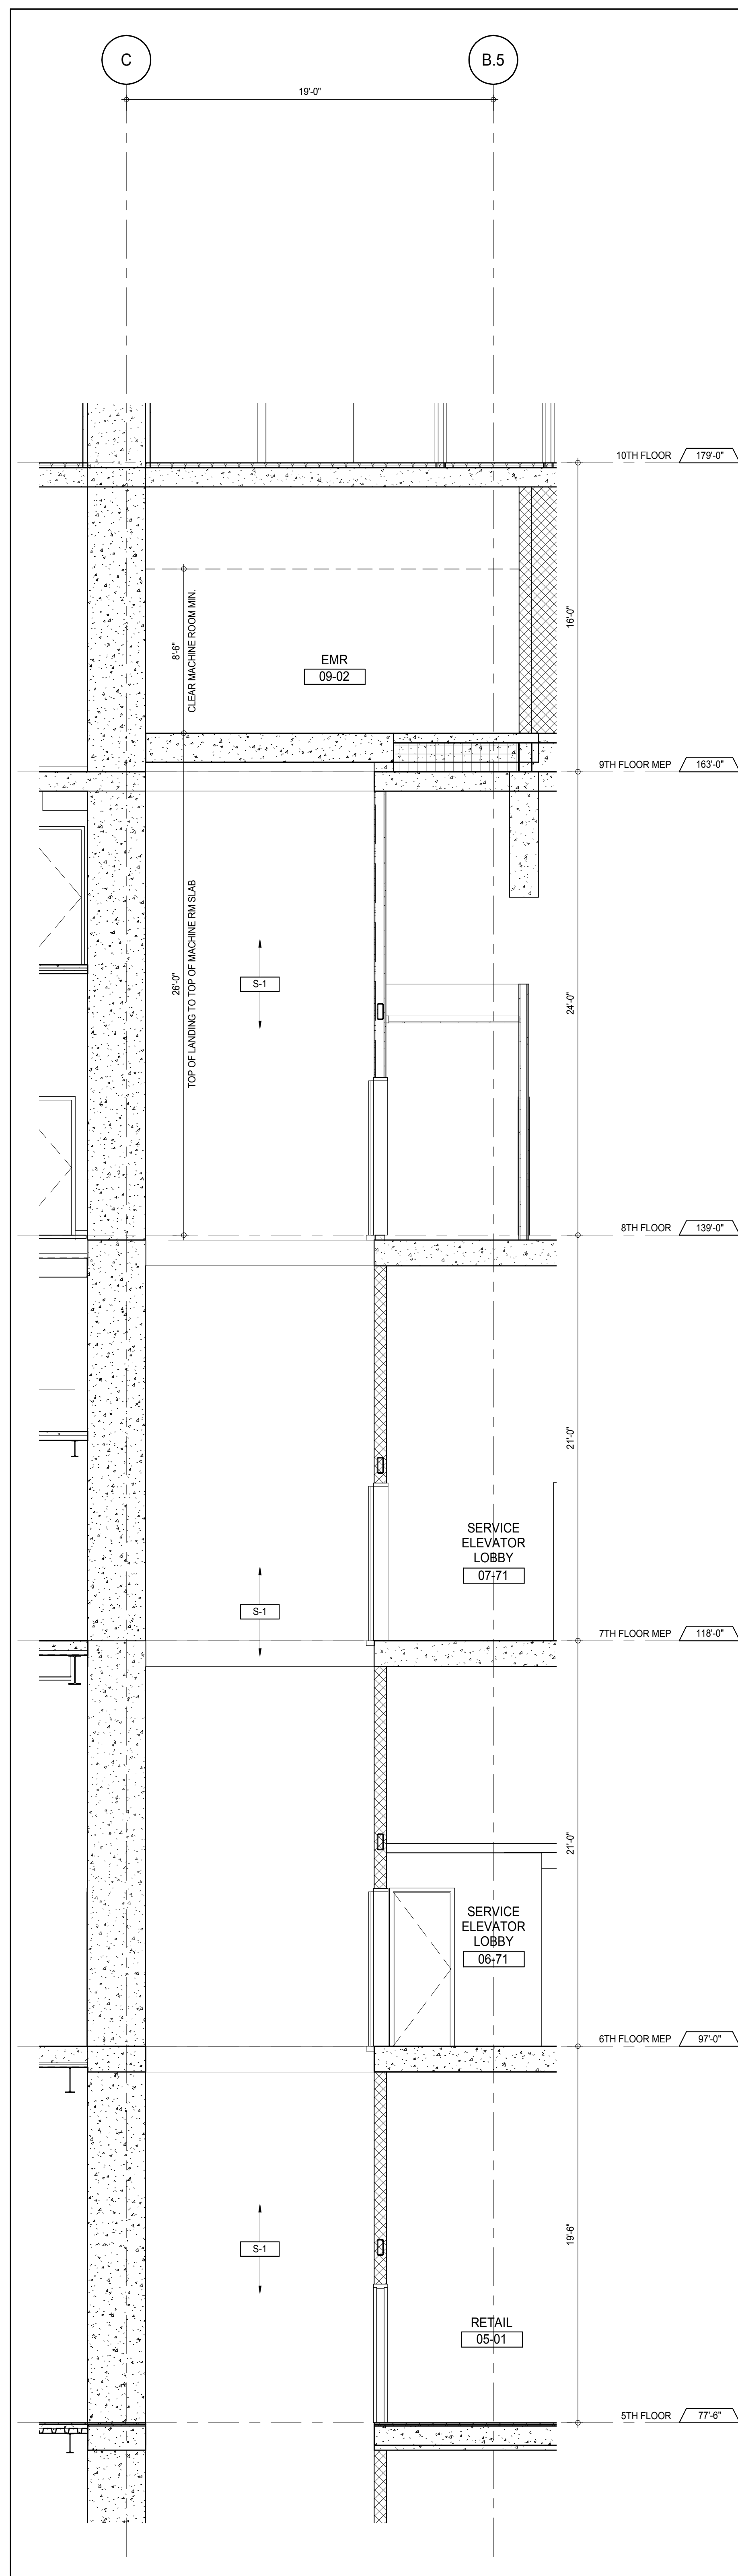 C
B.5
19'-0"
10TH FLOOR
179'-0"
16'-0"
8'-6"
CLEAR MACHINE ROOM MIN.
EMR
09-02
9TH FLOOR MEP
163'-0"
26'-0"
TOP OF LANDING TO TOP OF MACHINE RM SLAB
S-1
24'-0"
8TH FLOOR
139'-0"
21'-0"
SERVICE
ELEVATOR
LOBBY
07-71
S-1
7TH FLOOR MEP
118'-0"
21'-0"
SERVICE
ELEVATOR
LOBBY
06-71
6TH FLOOR MEP
97'-0"
19'-6"
S-1
RETAIL
05-01
5TH FLOOR
77'-6"